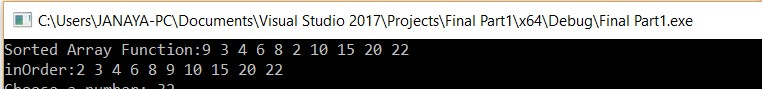 C:\Users\JANAYA-PC\Documents\Visual Studio 2017\Projects\Final Part1\x64\Debug\Final Part1.exe
Sorted Array Function:9 3 4 6 8 2 10 15 20 22
inOrder:2 3 4 6 8 9 10 15 20 22
Choose a number: 32